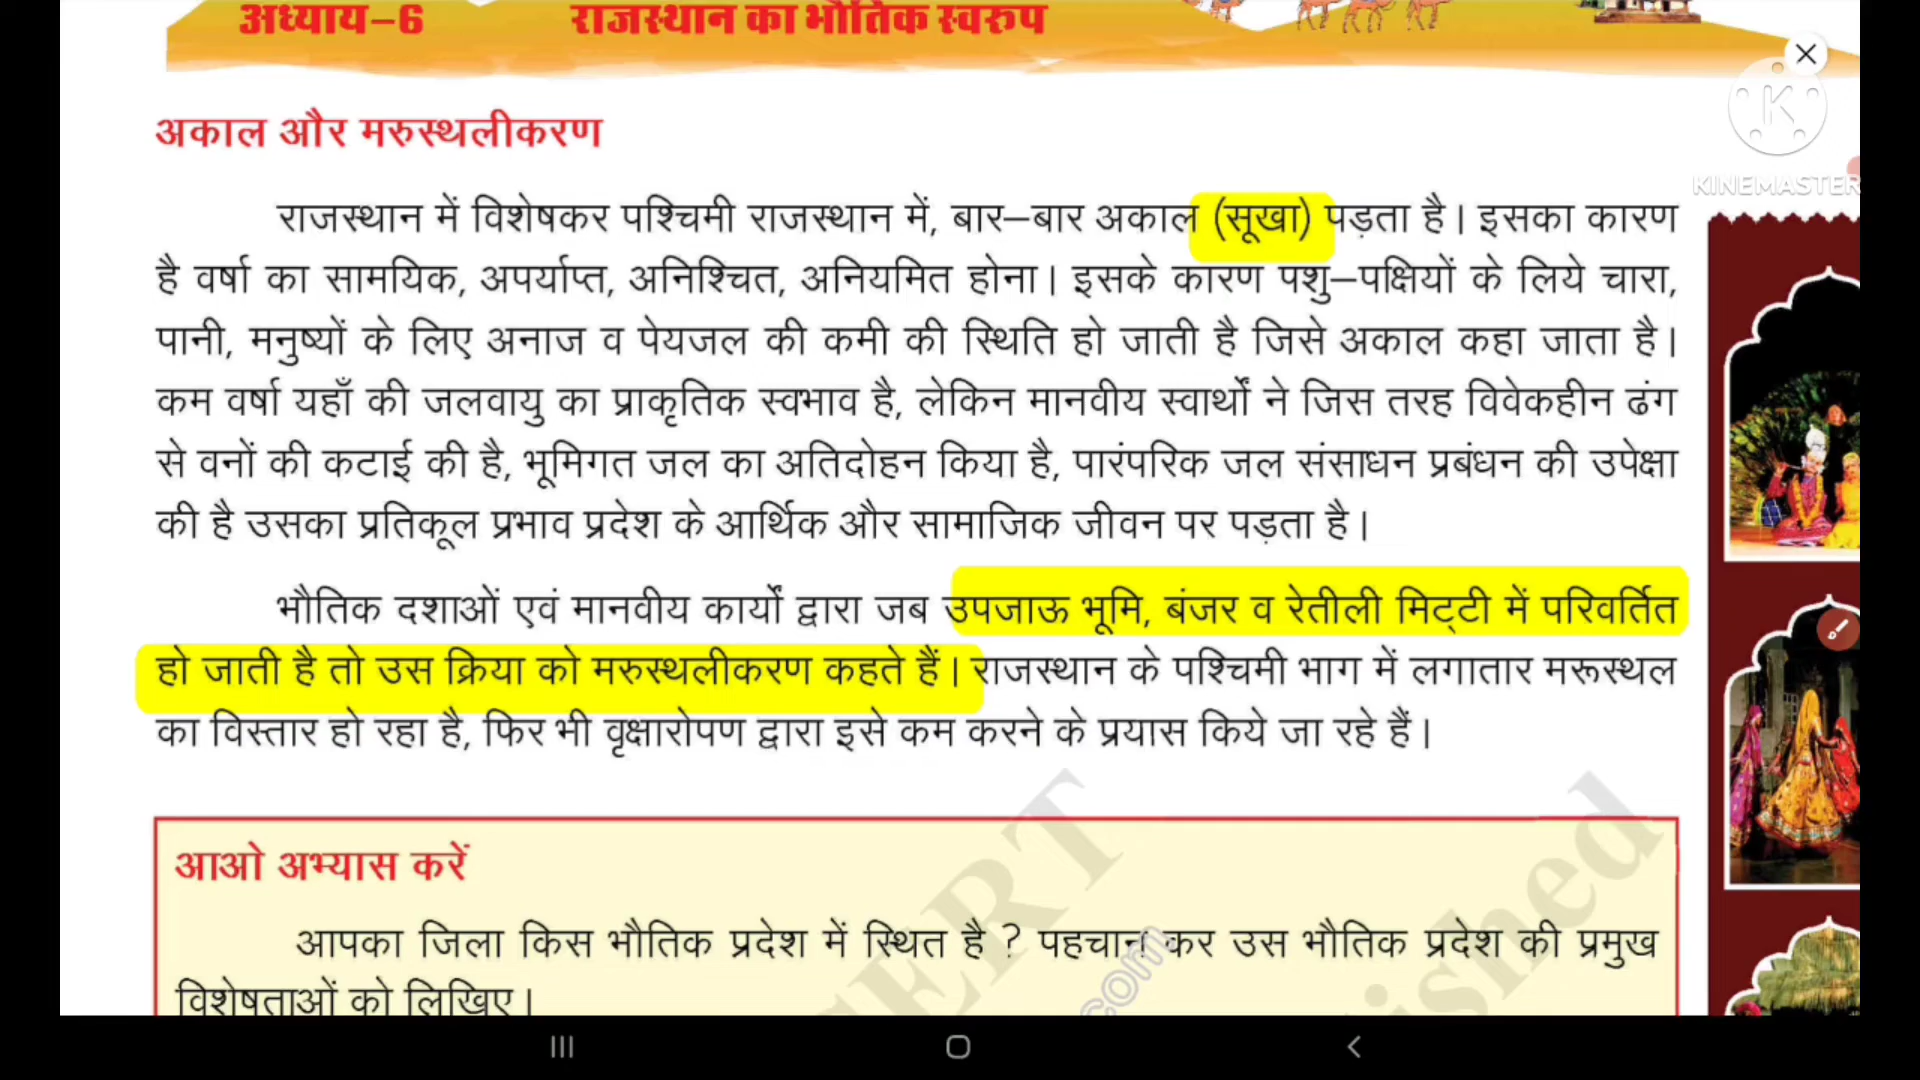 अध्याय–6 राजस्थान का भौतिक स्वरूप
KINEMASTER
अकाल और मरुस्थलीकरण
राजस्थान में विशेषकर पश्चिमी राजस्थान में, बार–बार अकाल (सूखा) पड़ता है। इसका कारण
है वर्षा का सामयिक, अपर्याप्त, अनिश्चित, अनियमित होना। इसके कारण पशु–पक्षियों के लिये चारा,
पानी, मनुष्यों के लिए अनाज व पेयजल की कमी की स्थिति हो जाती है जिसे अकाल कहा जाता है।
कम वर्षा यहाँ की जलवायु का प्राकृतिक स्वभाव है, लेकिन मानवीय स्वार्थों ने जिस तरह विवेकहीन ढंग
से वनों की कटाई की है, भूमिगत जल का अतिदोहन किया है, पारंपरिक जल संसाधन प्रबंधन की उपेक्षा
की है उसका प्रतिकूल प्रभाव प्रदेश के आर्थिक और सामाजिक जीवन पर पड़ता है।
भौतिक दशाओं एवं मानवीय कार्यों द्वारा जब उपजाऊ भूमि, बंजर व रेतीली मिट्टी में परिवर्तित
हो जाती है तो उस क्रिया को मरुस्थलीकरण कहते हैं। राजस्थान के पश्चिमी भाग में लगातार मरूस्थल
का विस्तार हो रहा है, फिर भी वृक्षारोपण द्वारा इसे कम करने के प्रयास किये जा रहे हैं।
आओ अभ्यास करें
आपका जिला किस भौतिक प्रदेश में स्थित है ? पहचान कर उस भौतिक प्रदेश की प्रमुख
विशेषताओं को लिखिए।